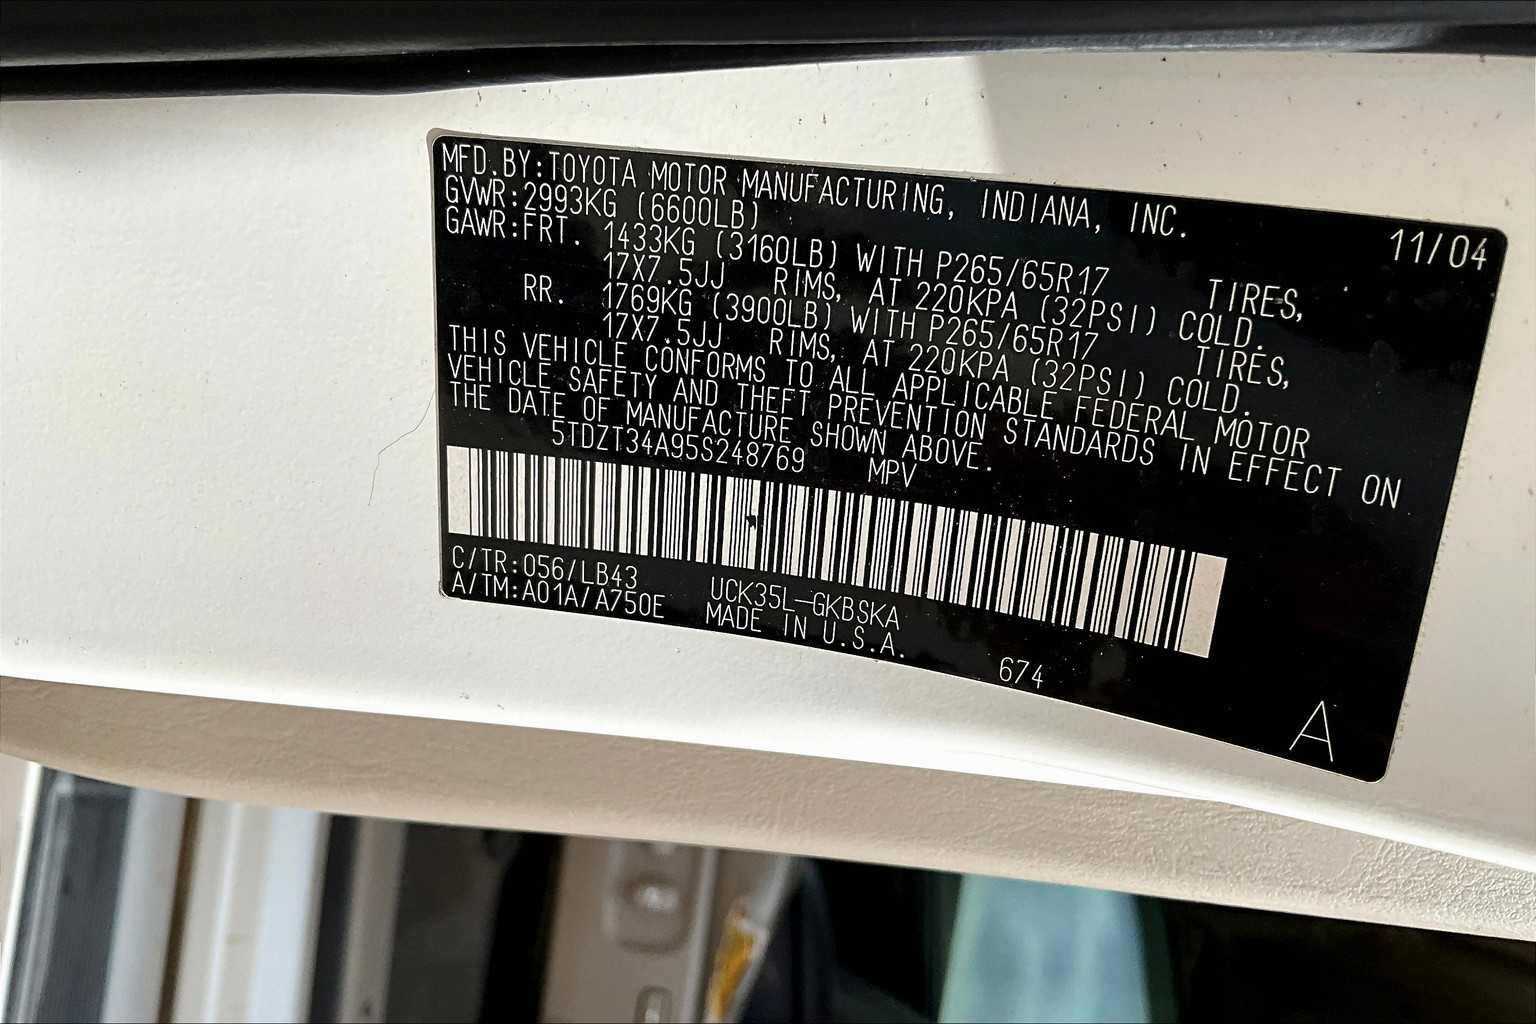 MFD.BY:TOYOTA MOTOR MANUFACTURING, INDIANA, INC.
GVWR:2993KG (6600LB) 11/04
GAWR:FRT. 1433KG (3160LB) WITH P265/65R17 TIRES,
17X7.5JJ RIMS, AT 220KPA (32PSI) COLD.
RR. 1769KG (3900LB) WITH P265/65R17 TIRES,
17X7.5JJ RIMS, AT 220KPA (32PSI) COLD.
THIS VEHICLE CONFORMS TO ALL APPLICABLE FEDERAL MOTOR
VEHICLE SAFETY AND THEFT PREVENTION STANDARDS IN EFFECT ON
THE DATE OF MANUFACTURE SHOWN ABOVE.
5TDZT34A95S248769 MPV
C/TR:056/LB43 UCK35L-GKBSKA
A/TM:A01A/A750E MADE IN U.S.A.
674
A